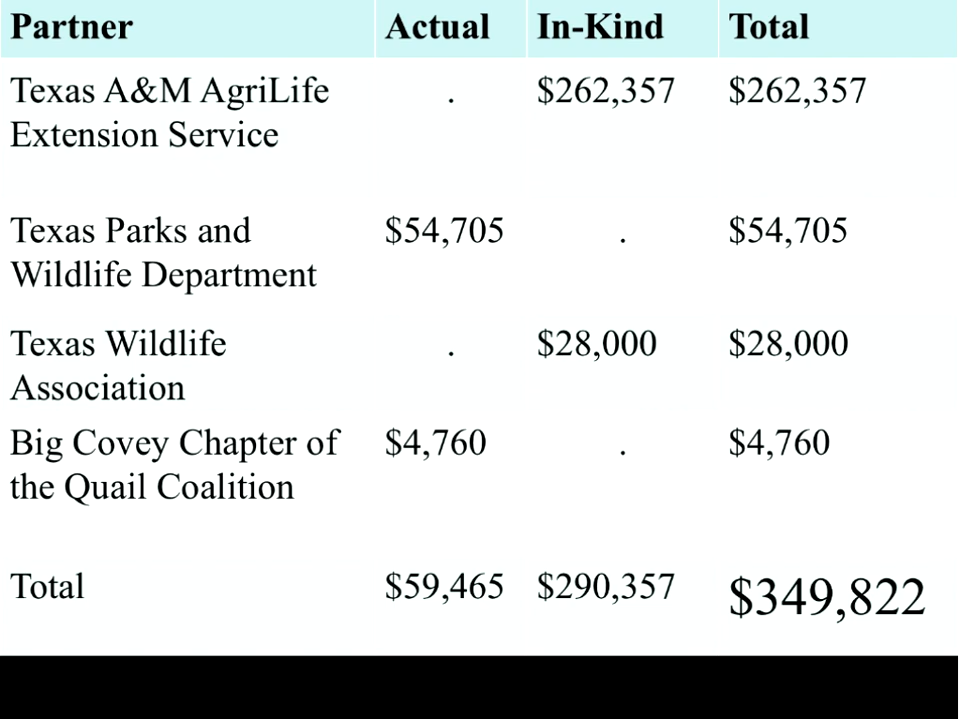 Partner Actual In-Kind Total
Texas A&M AgriLife . $262,357 $262,357
Extension Service
Texas Parks and $54,705 . $54,705
Wildlife Department
Texas Wildlife . $28,000 $28,000
Association
Big Covey Chapter of $4,760 . $4,760
the Quail Coalition
Total $59,465 $290,357 $349,822